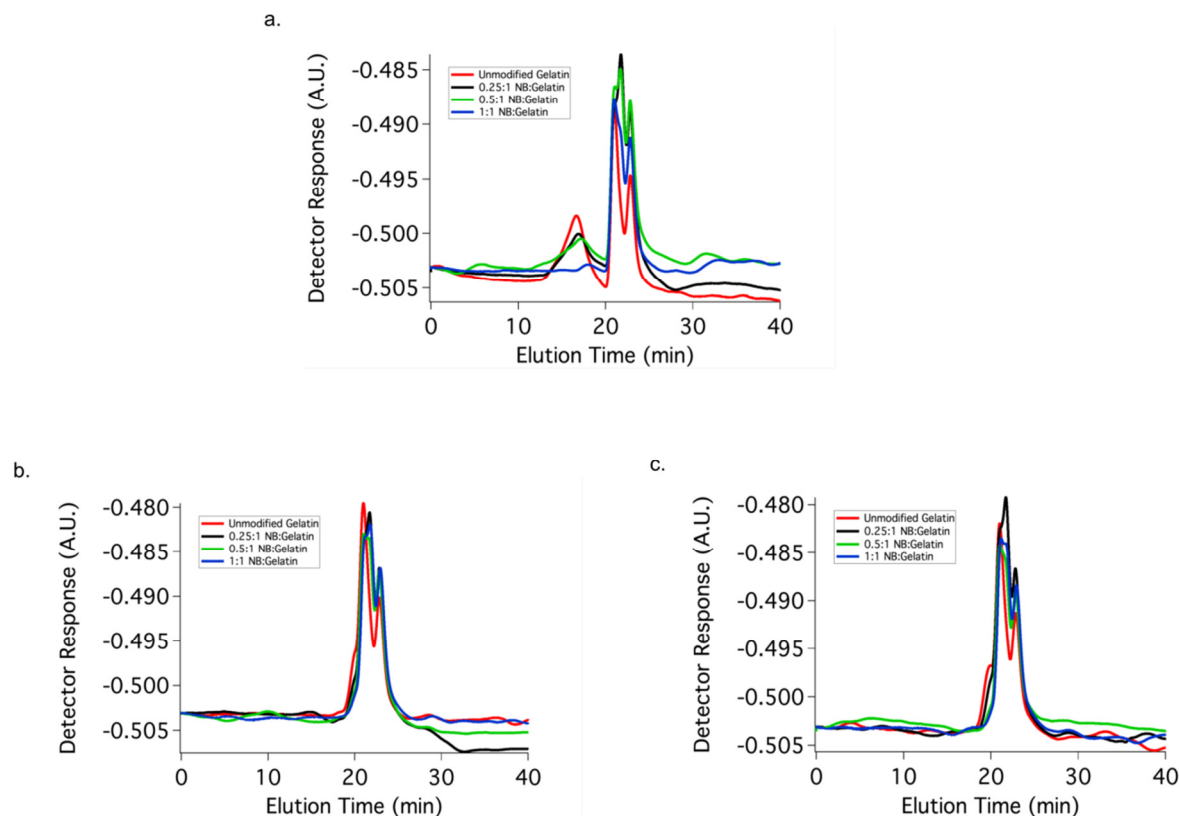 a.
Detector Response (A.U.)
-0.485
-0.490
-0.495
-0.500
-0.505
Unmodified Gelatin
0.25:1 NB:Gelatin
0.5:1 NB:Gelatin
1:1 NB:Gelatin
0
10
20
30
40
Elution Time (min)
b.
Detector Response (A.U.)
-0.480
-0.485
-0.490
-0.495
-0.500
-0.505
Unmodified Gelatin
0.25:1 NB:Gelatin
0.5:1 NB:Gelatin
1:1 NB:Gelatin
0
10
20
30
40
Elution Time (min)
c.
Detector Response (A.U.)
-0.480
-0.485
-0.490
-0.495
-0.500
-0.505
Unmodified Gelatin
0.25:1 NB:Gelatin
0.5:1 NB:Gelatin
1:1 NB:Gelatin
0
10
20
30
40
Elution Time (min)